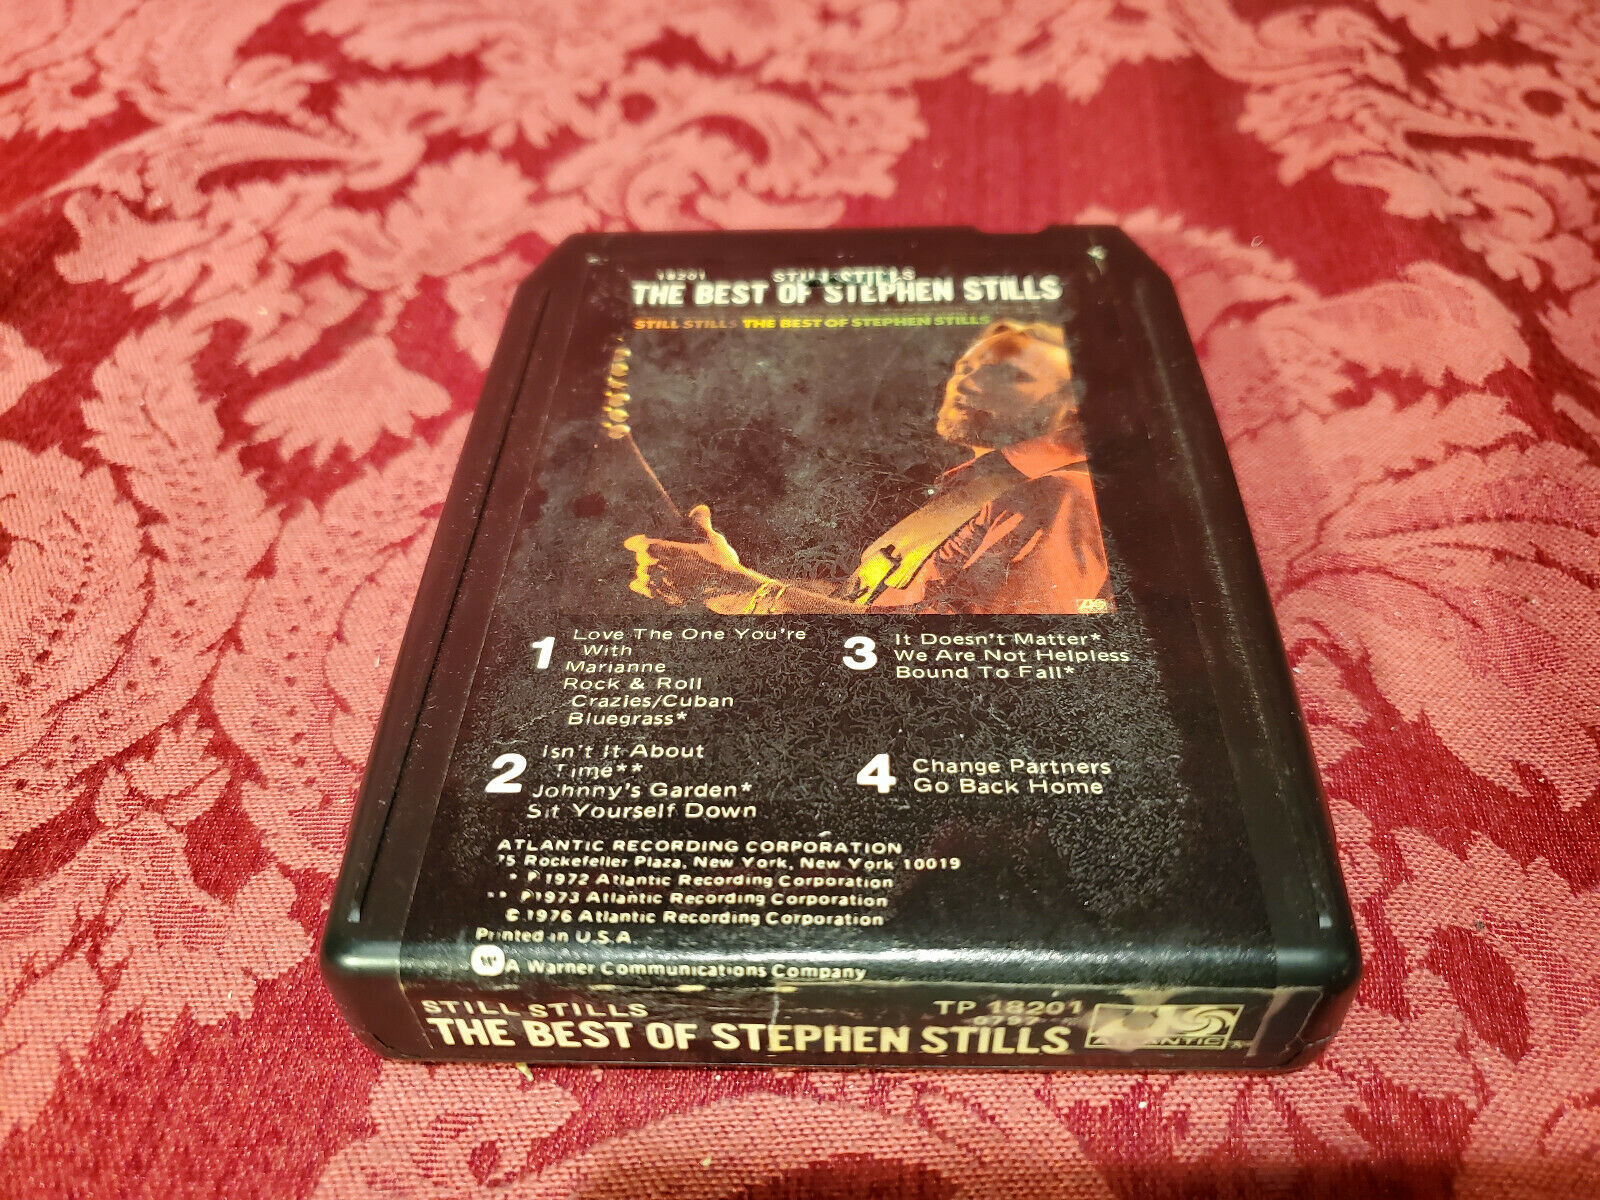 18201 STILL STILLS
THE BEST OF STEPHEN STILLS
STILL STILLS THE BEST OF STEPHEN STILLS
1 Love The One You're
With
Marianne
Rock & Roll
Crazies/Cuban
Bluegrass*
2 Isn't It About
Time**
Johnny's Garden*
Sit Yourself Down
3 It Doesn't Matter*
We Are Not Helpless
Bound To Fall*
4 Change Partners
Go Back Home
ATLANTIC RECORDING CORPORATION
75 Rockefeller Plaza, New York, New York 10019
* P 1972 Atlantic Recording Corporation
** P 1973 Atlantic Recording Corporation
© 1976 Atlantic Recording Corporation
Printed in U.S.A
W A Warner Communications Company
STILL STILLS TP 18201
THE BEST OF STEPHEN STILLS
ATLANTIC